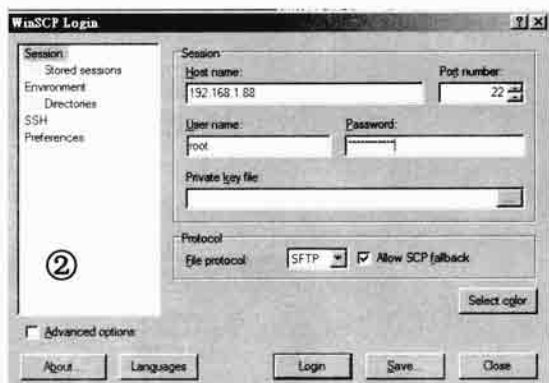 WinSCP Login
Session
Stored sessions
Environment
Directories
SSH
Preferences
②
Session
Host name:
Port number:
192.168.1.88
22
User name:
Password:
root
Private key file:
...
Protocol
File protocol:
SFTP
Allow SCP fallback
Select color
Advanced options
About...
Languages
Login
Save...
Close